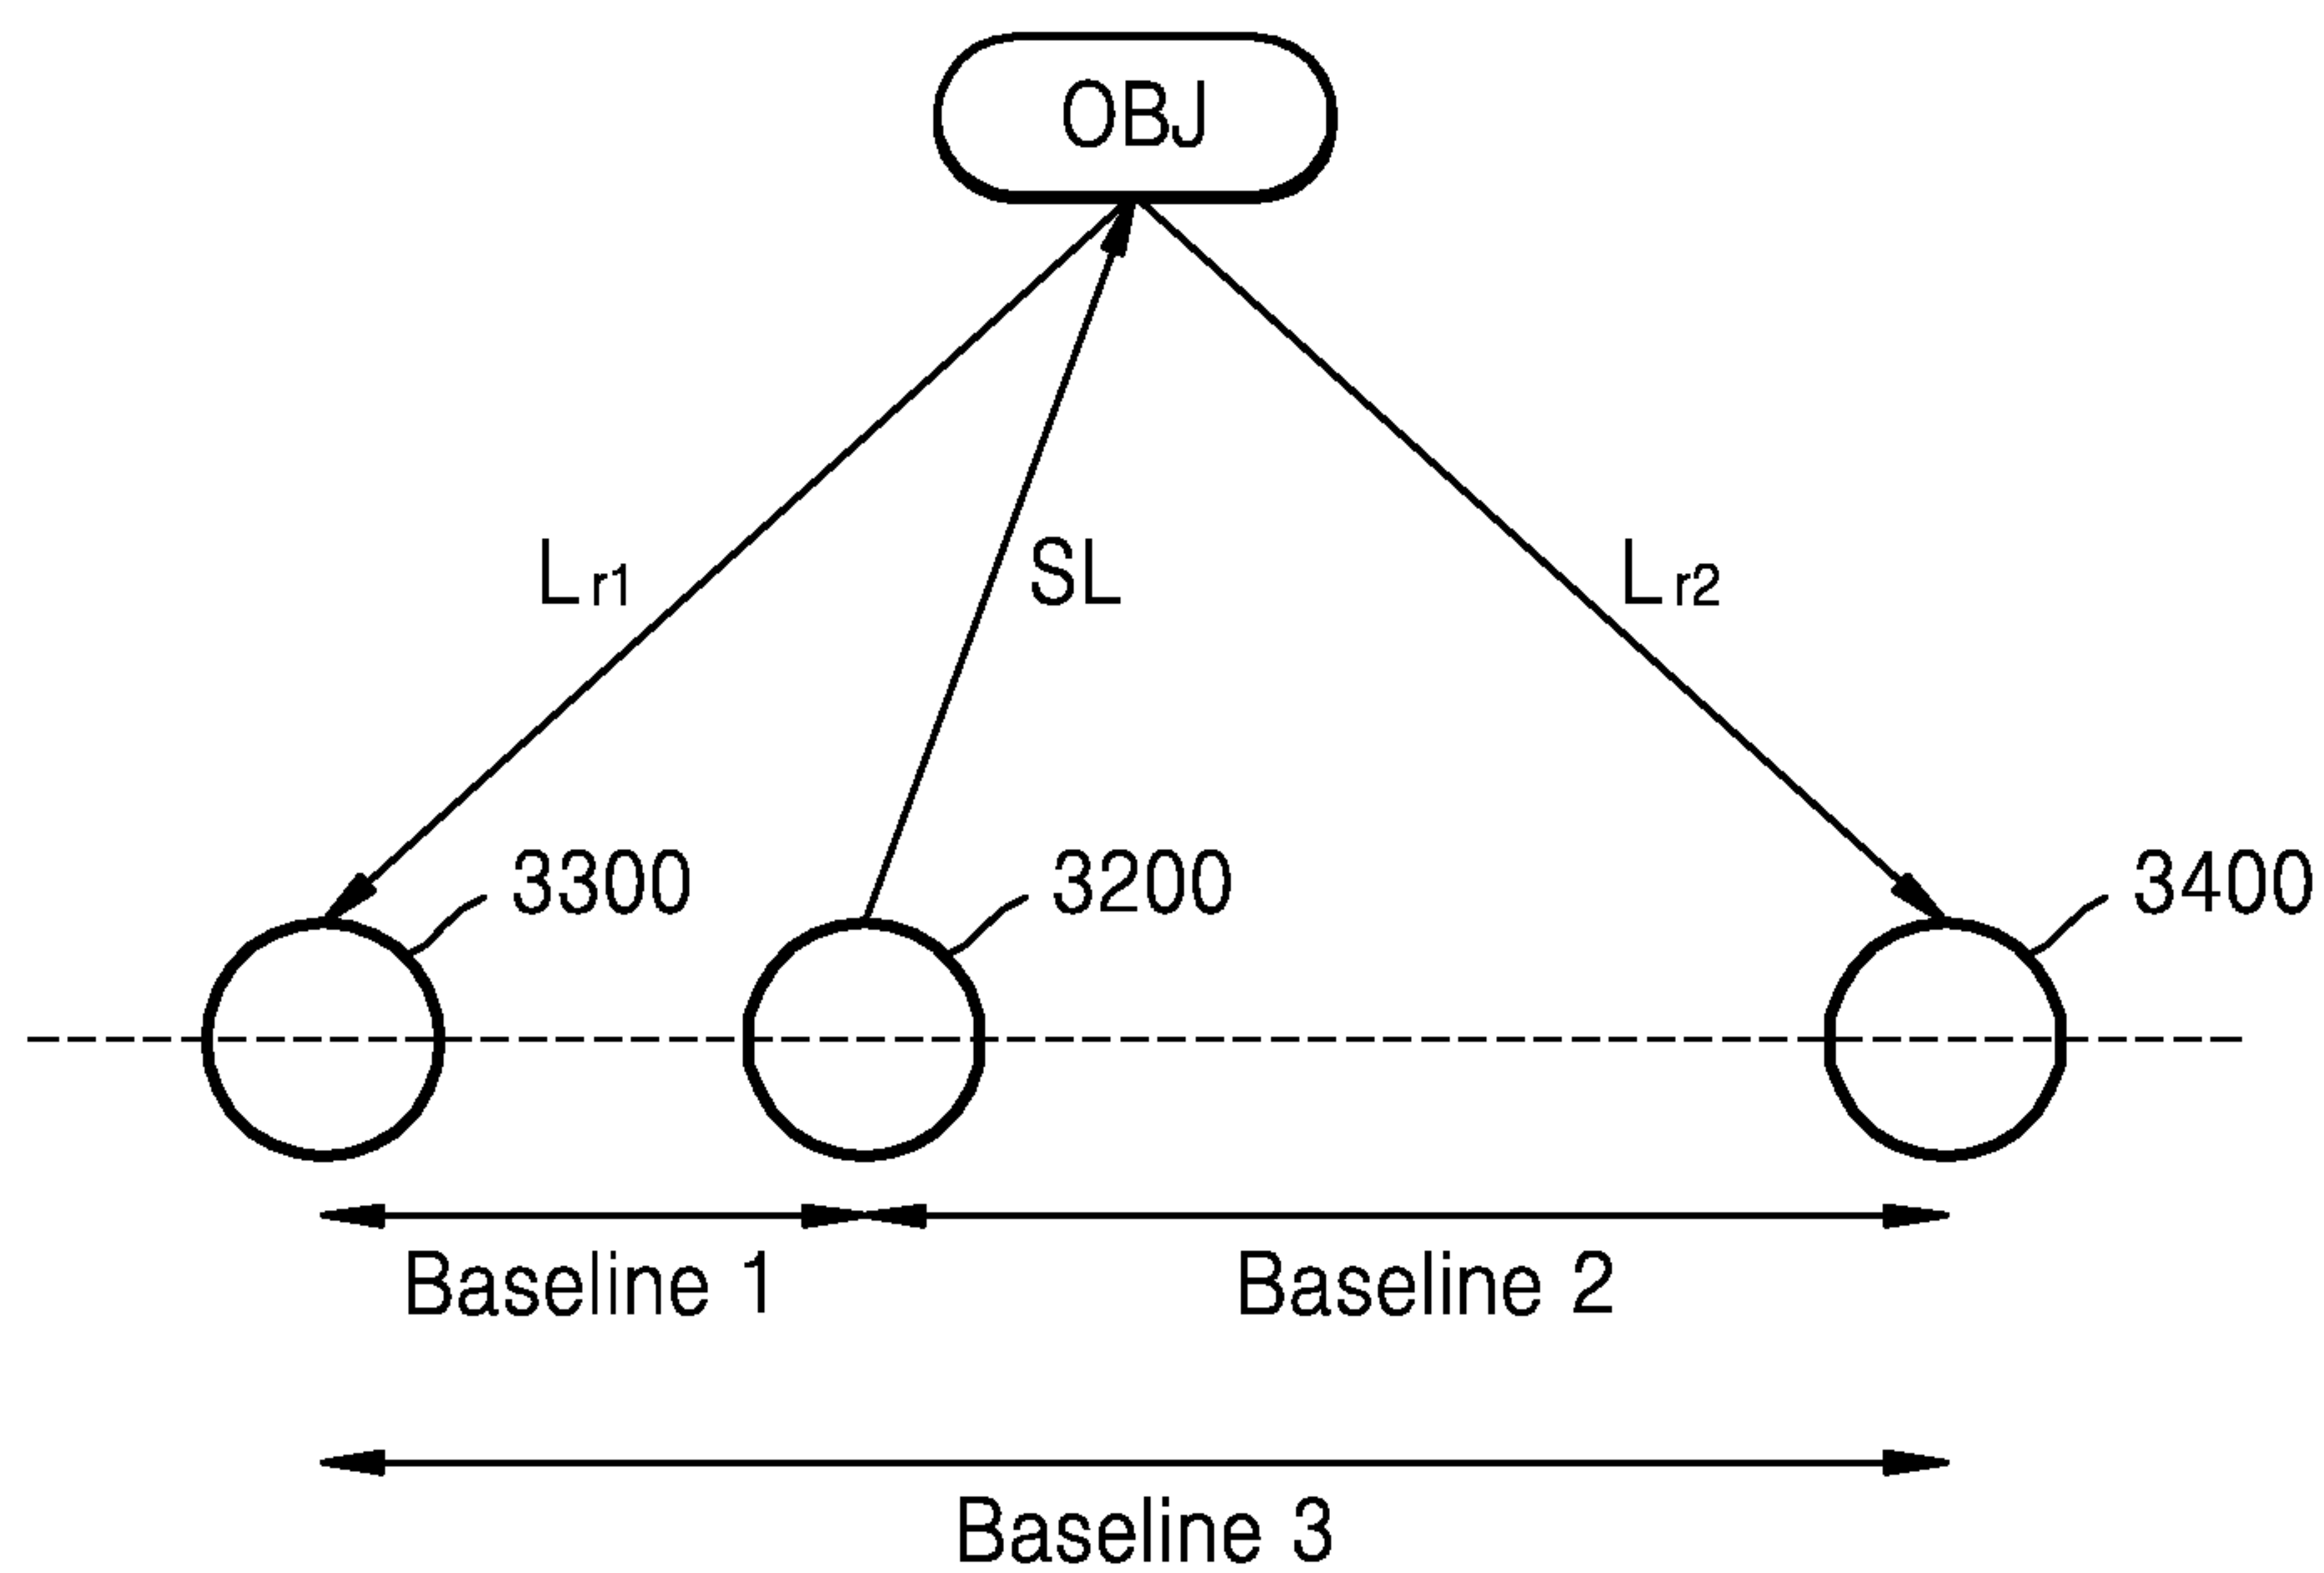 OBJ
Lr1 SL Lr2
3300 3200 3400
Baseline 1 Baseline 2
Baseline 3